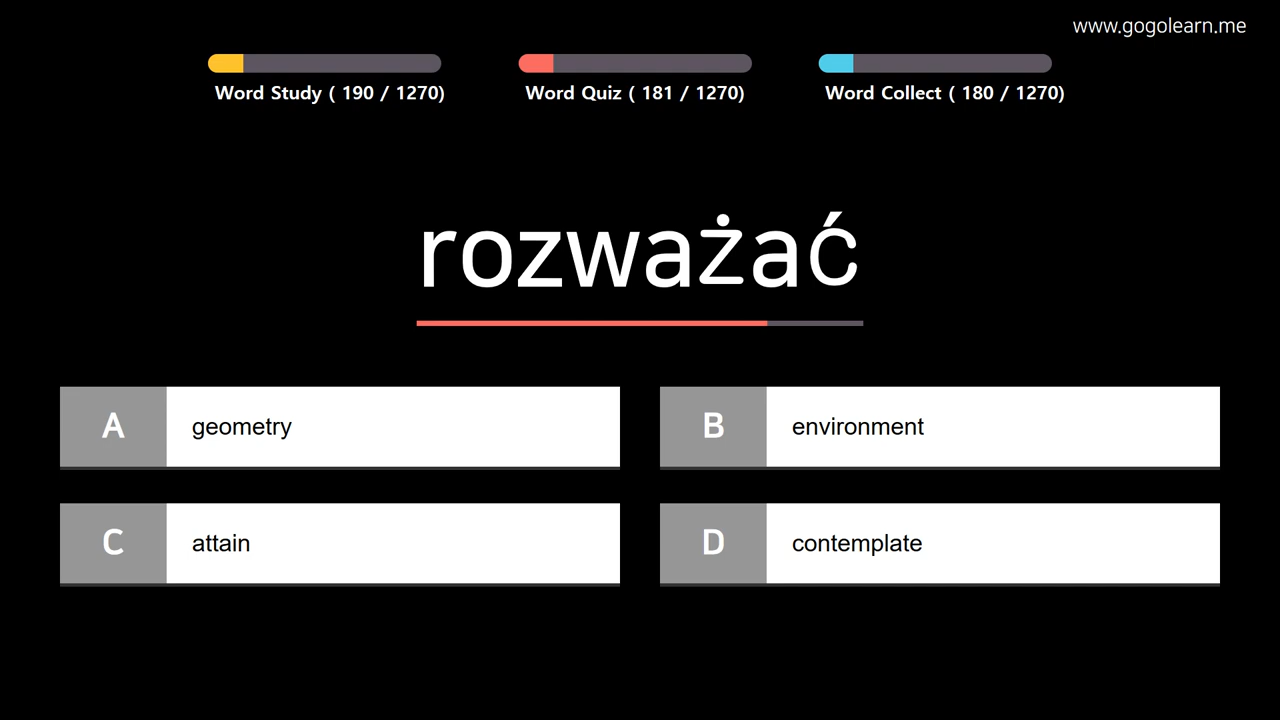 www.gogolearn.me
Word Study ( 190 / 1270)
Word Quiz ( 181 / 1270)
Word Collect ( 180 / 1270)
rozważać
A geometry
B environment
C attain
D contemplate